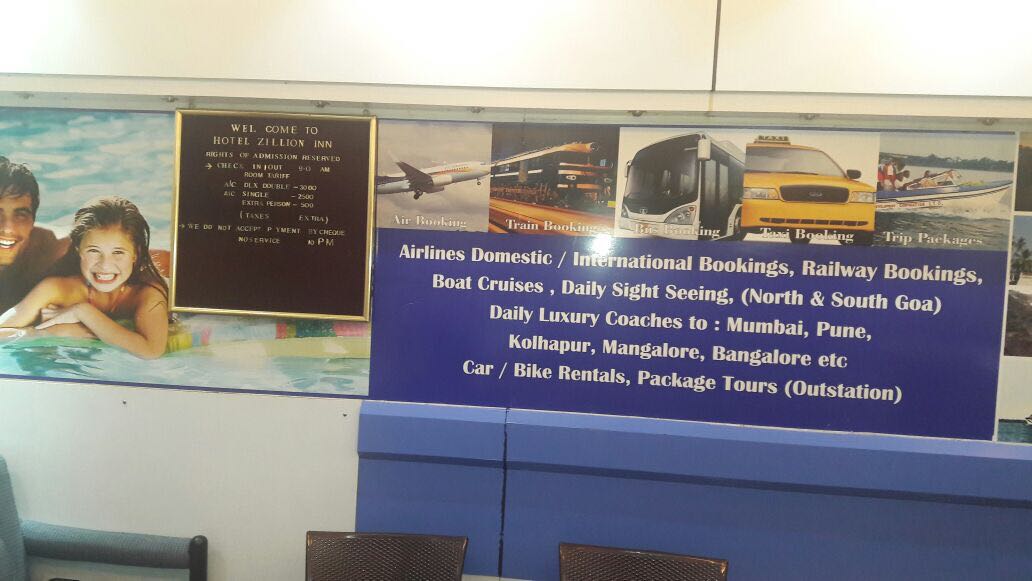 WEL COME TO
HOTEL ZILLION INN
RIGHTS OF ADMISSION RESERVED
→ CHECK IN/OUT 9-0 AM
ROOM TARIFF
A/C DLX DOUBLE - 3000
A/C SINGLE - 2500
EXTRA PERSON - 500
(TAXES EXTRA)
→ WE DO NOT ACCEPT P YMENT BY CHEQUE
NO SERVICE 10 PM
Air Booking
Train Booking
Bus Booking
TAXI
Taxi Booking
Trip Packages
Airlines Domestic / International Bookings, Railway Bookings,
Boat Cruises , Daily Sight Seeing, (North & South Goa)
Daily Luxury Coaches to : Mumbai, Pune,
Kolhapur, Mangalore, Bangalore etc
Car / Bike Rentals, Package Tours (Outstation)